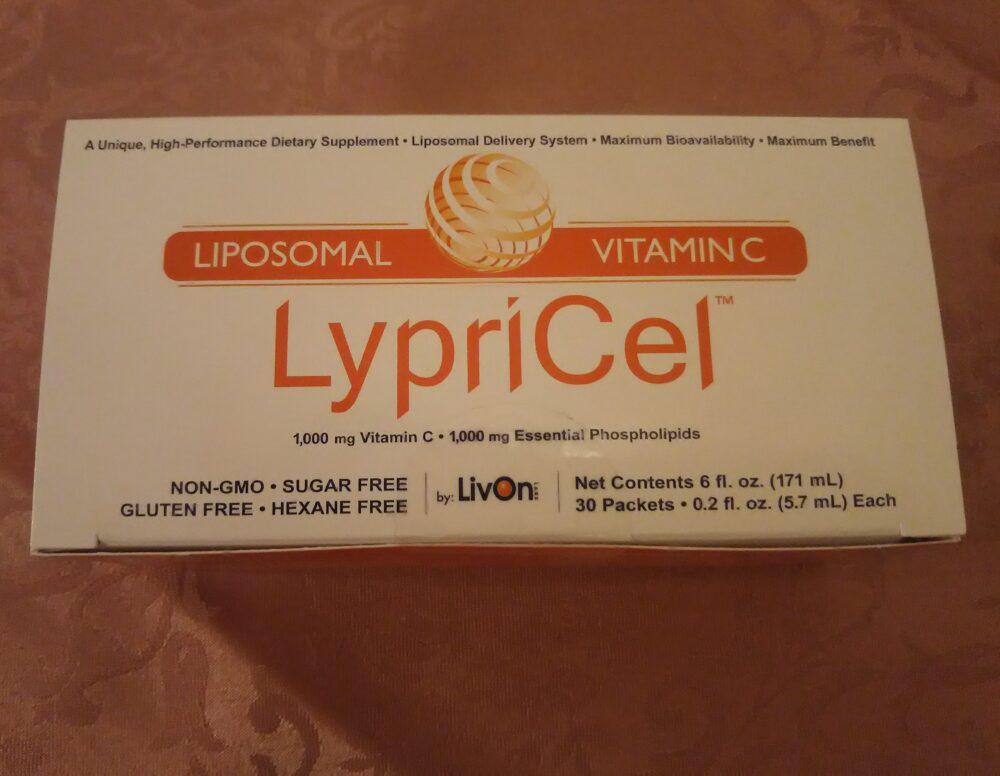 A Unique, High-Performance Dietary Supplement • Liposomal Delivery System • Maximum Bioavailability • Maximum Benefit
LIPOSOMAL VITAMIN C
LypriCel™
1,000 mg Vitamin C • 1,000 mg Essential Phospholipids
NON-GMO • SUGAR FREE
GLUTEN FREE • HEXANE FREE
by: LivOn
Net Contents 6 fl. oz. (171 mL)
30 Packets • 0.2 fl. oz. (5.7 mL) Each